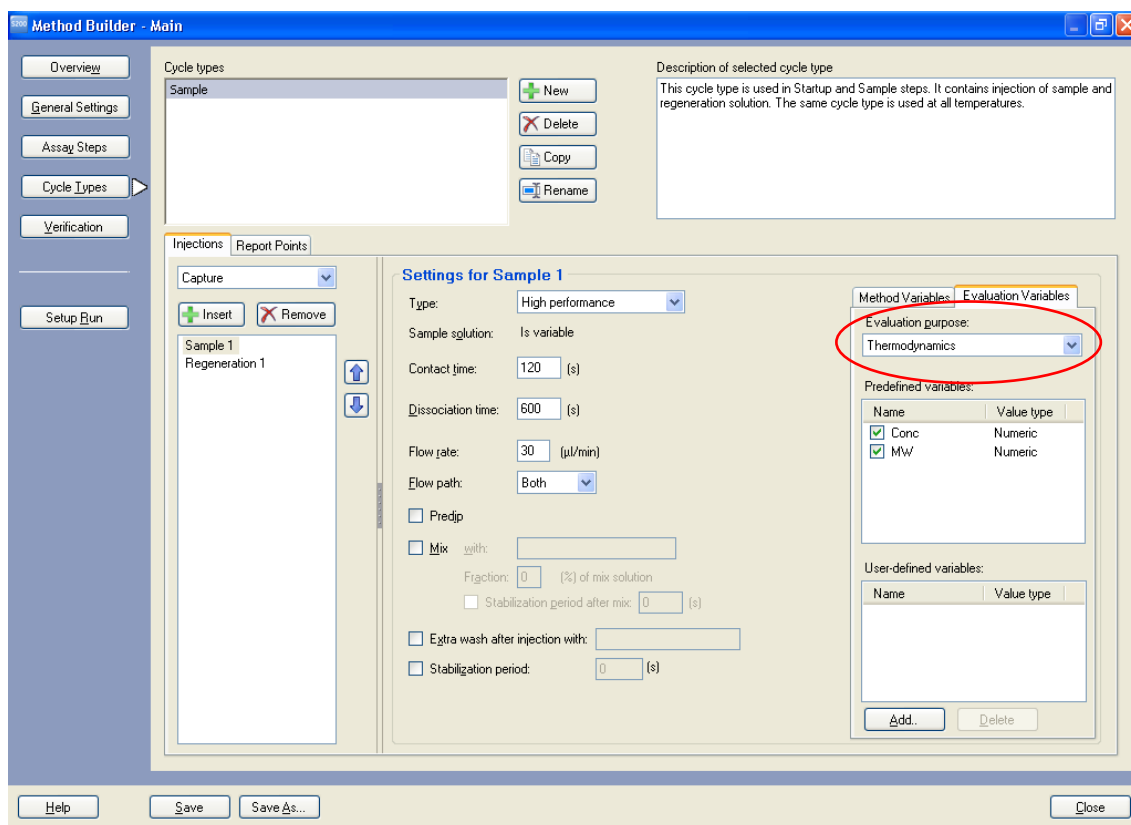 S200 Method Builder - Main
Overview
General Settings
Assay Steps
Cycle Types
Verification
Setup Run
Cycle types
Sample
New
Delete
Copy
Rename
Description of selected cycle type
This cycle type is used in Startup and Sample steps. It contains injection of sample and
regeneration solution. The same cycle type is used at all temperatures.
Injections Report Points
Capture
Insert Remove
Sample 1
Regeneration 1
Settings for Sample 1
Type: High performance
Sample solution: Is variable
Contact time: 120 (s)
Dissociation time: 600 (s)
Flow rate: 30 (µl/min)
Flow path: Both
Predip
Mix with:
Fraction: 0 (%) of mix solution
Stabilization period after mix: 0 (s)
Extra wash after injection with:
Stabilization period: 0 (s)
Method Variables Evaluation Variables
Evaluation purpose:
Thermodynamics
Predefined variables:
Name Value type
Conc Numeric
MW Numeric
User-defined variables:
Name Value type
Add.. Delete
Help Save Save As... Close